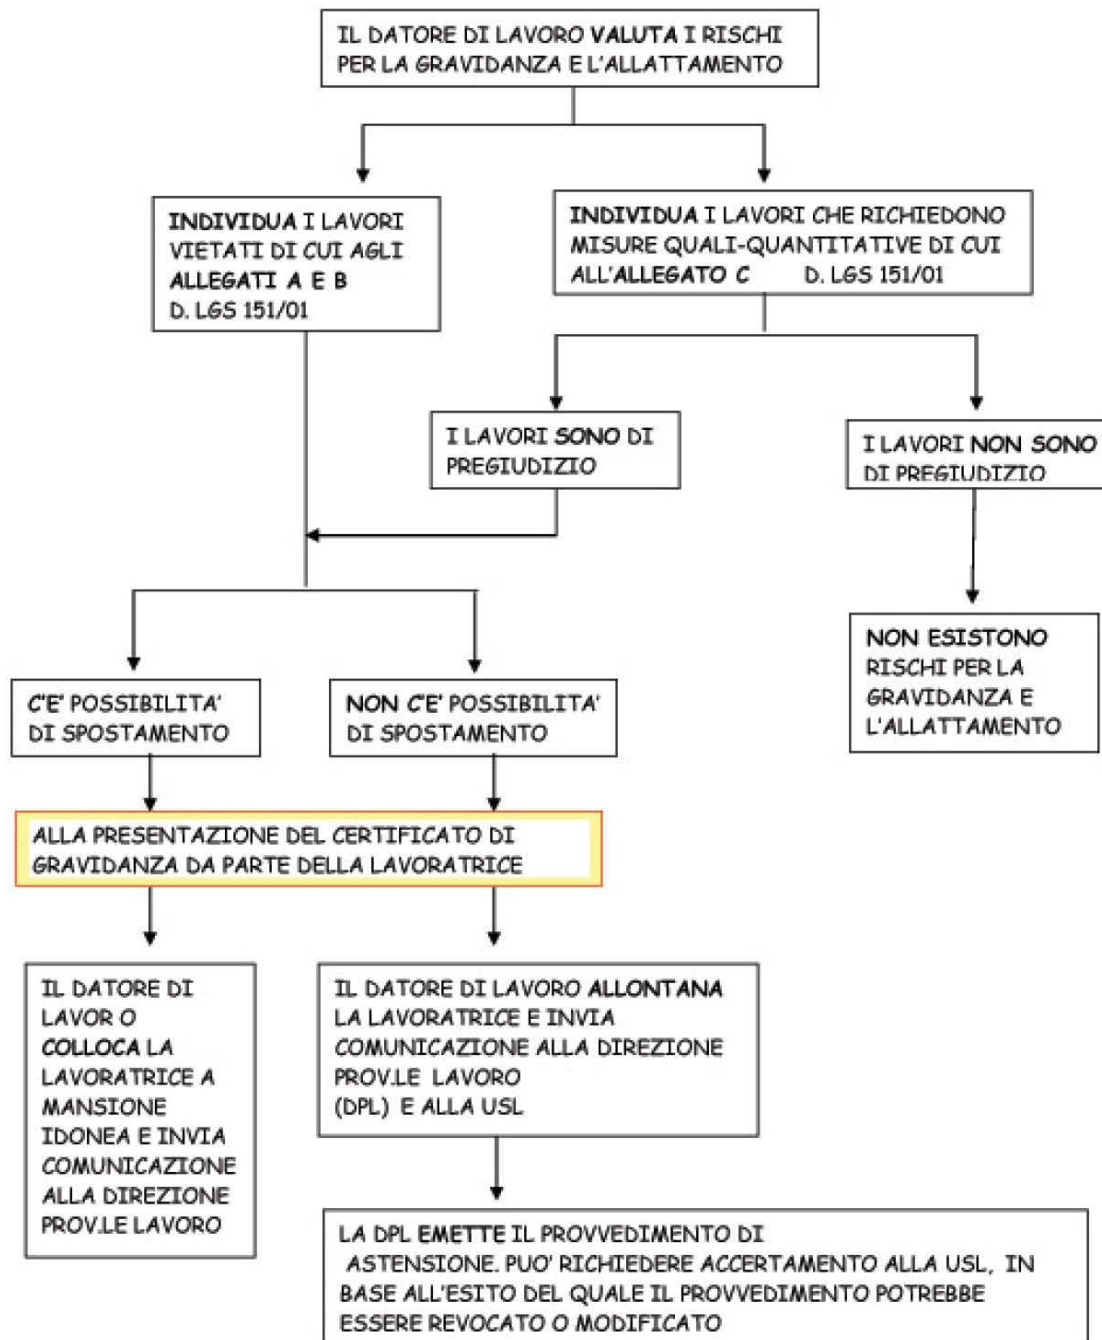 IL DATORE DI LAVORO VALUTA I RISCHI
PER LA GRAVIDANZA E L'ALLATTAMENTO
INDIVIDUA I LAVORI
VIETATI DI CUI AGLI
ALLEGATI A E B
D. LGS 151/01
INDIVIDUA I LAVORI CHE RICHIEDONO
MISURE QUALI-QUANTITATIVE DI CUI
ALL'ALLEGATO C D. LGS 151/01
I LAVORI SONO DI
PREGIUDIZIO
I LAVORI NON SONO
DI PREGIUDIZIO
NON ESISTONO
RISCHI PER LA
GRAVIDANZA E
L'ALLATTAMENTO
C'E' POSSIBILITA'
DI SPOSTAMENTO
NON C'E' POSSIBILITA'
DI SPOSTAMENTO
ALLA PRESENTAZIONE DEL CERTIFICATO DI
GRAVIDANZA DA PARTE DELLA LAVORATRICE
IL DATORE DI
LAVOR O
COLLOCA LA
LAVORATRICE A
MANSIONE
IDONEA E INVIA
COMUNICAZIONE
ALLA DIREZIONE
PROV.LE LAVORO
IL DATORE DI LAVORO ALLONTANA
LA LAVORATRICE E INVIA
COMUNICAZIONE ALLA DIREZIONE
PROV.LE LAVORO
(DPL) E ALLA USL
LA DPL EMETTE IL PROVVEDIMENTO DI
ASTENSIONE. PUO' RICHIEDERE ACCERTAMENTO ALLA USL, IN
BASE ALL'ESITO DEL QUALE IL PROVVEDIMENTO POTREBBE
ESSERE REVOCATO O MODIFICATO